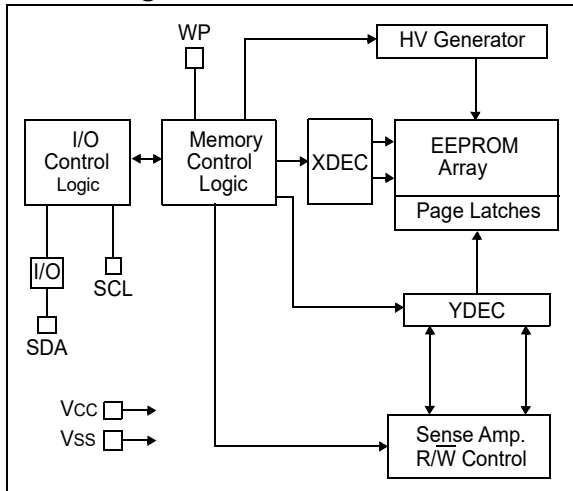 WP
HV Generator
I/O
Control
Logic
Memory
Control
Logic
XDEC
EEPROM
Array
Page Latches
I/O
SCL
SDA
YDEC
VCC
VSS
Sense Amp.
R/W̅ Control